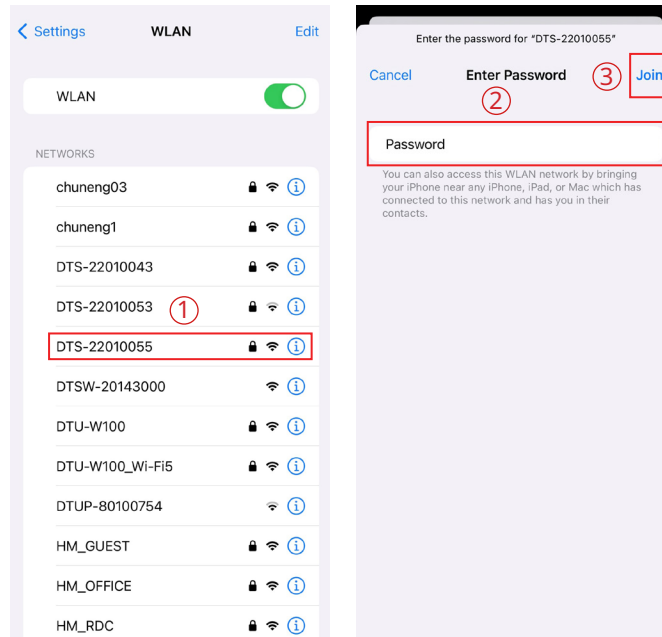 Settings WLAN Edit
WLAN
NETWORKS
chuneng03
chuneng1
DTS-22010043
DTS-22010053 ①
DTS-22010055
DTSW-20143000
DTU-W100
DTU-W100_Wi-Fi5
DTUP-80100754
HM_GUEST
HM_OFFICE
HM_RDC
Enter the password for “DTS-22010055”
Cancel Enter Password ③ Join
②
Password
You can also access this WLAN network by bringing
your iPhone near any iPhone, iPad, or Mac which has
connected to this network and has you in their
contacts.